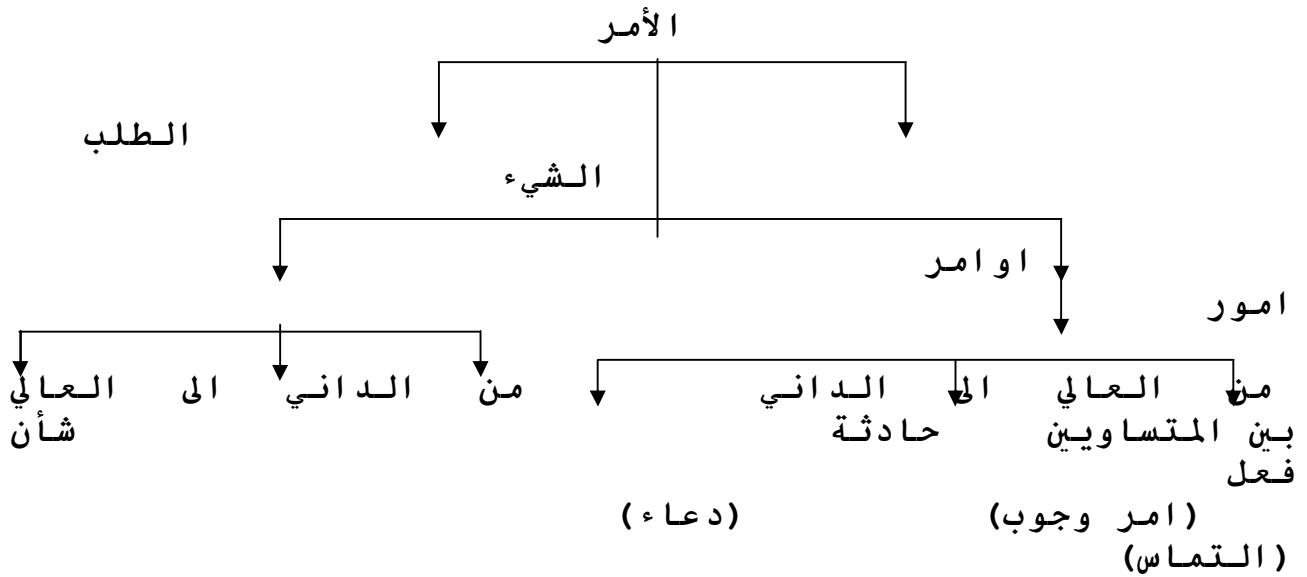 الأمر
الطلب
الشيء
اوامر
امور
من العالي الى الداني من الداني الى العالي
بين المتساويين حادثة شأن
فعل
(امر وجوب) (دعاء)
(التماس)